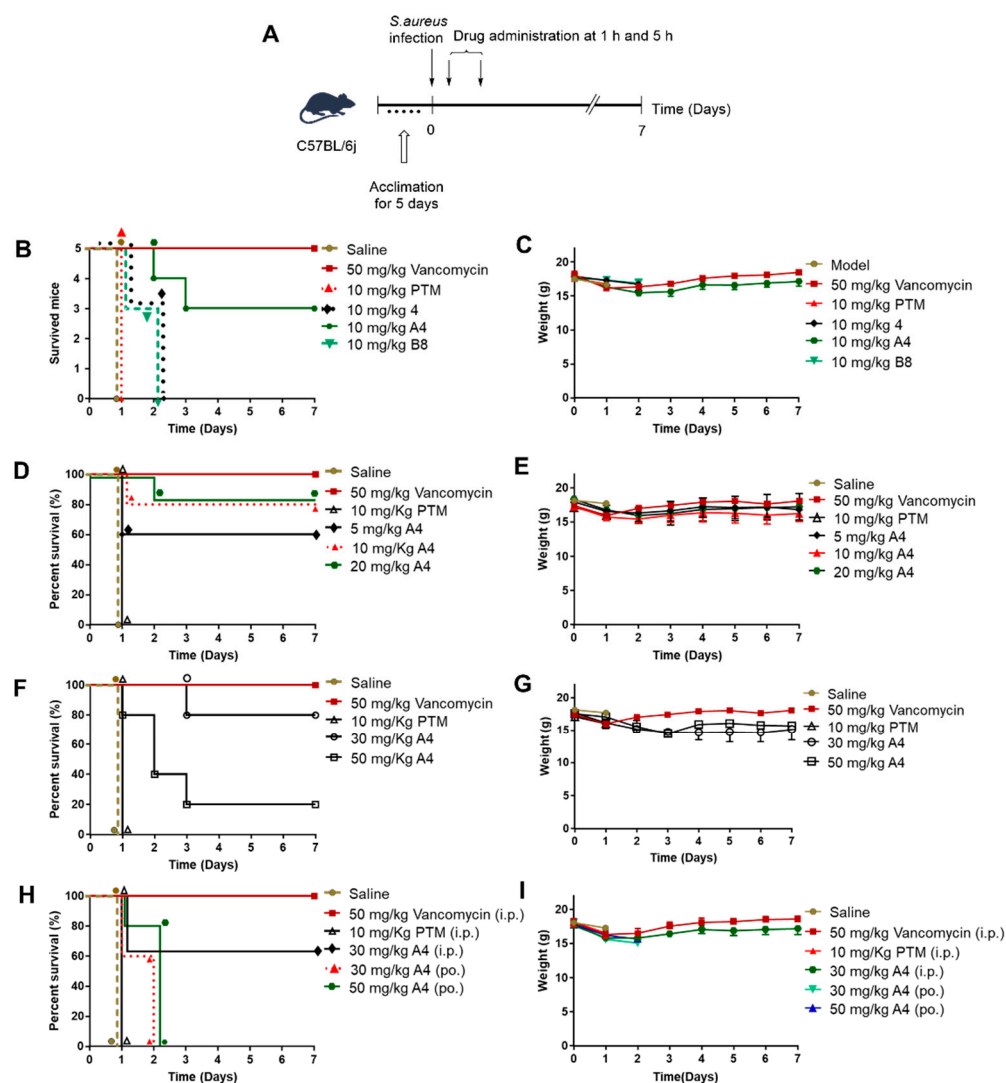 A
S.aureus
infection
Drug administration at 1 h and 5 h
Time (Days)
0
7
C57BL/6j
Acclimation
for 5 days
B
Survived mice
5
4
3
2
1
0
0 1 2 3 4 5 6 7
Time (Days)
Saline
50 mg/kg Vancomycin
10 mg/kg PTM
10 mg/kg 4
10 mg/kg A4
10 mg/kg B8
C
Weight (g)
20
15
10
5
0
0 1 2 3 4 5 6 7
Time (Days)
Model
50 mg/kg Vancomycin
10 mg/kg PTM
10 mg/kg 4
10 mg/kg A4
10 mg/kg B8
D
Percent survival (%)
100
80
60
40
20
0
0 1 2 3 4 5 6 7
Time (Days)
Saline
50 mg/kg Vancomycin
10 mg/Kg PTM
5 mg/kg A4
10 mg/Kg A4
20 mg/kg A4
E
Weight (g)
20
15
10
5
0
0 1 2 3 4 5 6 7
Time (Days)
Saline
50 mg/kg Vancomycin
10 mg/kg PTM
5 mg/kg A4
10 mg/kg A4
20 mg/kg A4
F
Percent survival (%)
100
80
60
40
20
0
0 1 2 3 4 5 6 7
Time (Days)
Saline
50 mg/kg Vancomycin
10 mg/Kg PTM
30 mg/Kg A4
50 mg/Kg A4
G
Weight (g)
20
15
10
5
0
0 1 2 3 4 5 6 7
Time (Days)
Saline
50 mg/kg Vancomycin
10 mg/kg PTM
30 mg/kg A4
50 mg/kg A4
H
Percent survival (%)
100
80
60
40
20
0
0 1 2 3 4 5 6 7
Time (Days)
Saline
50 mg/kg Vancomycin (i.p.)
10 mg/Kg PTM (i.p.)
30 mg/kg A4 (i.p.)
30 mg/kg A4 (po.)
50 mg/kg A4 (po.)
I
Weight (g)
20
15
10
5
0
0 1 2 3 4 5 6 7
Time(Days)
Saline
50 mg/kg Vancomycin (i.p.)
10 mg/Kg PTM (i.p.)
30 mg/kg A4 (i.p.)
30 mg/kg A4 (po.)
50 mg/kg A4 (po.)